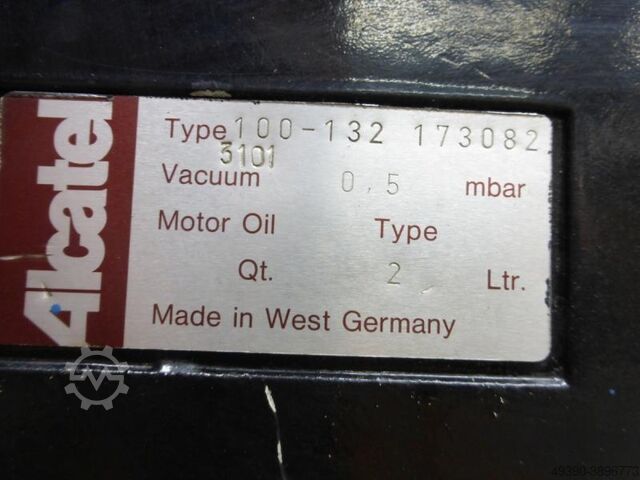 Alcatel
Type 100-132 173082
3101
Vacuum 0,5 mbar
Motor Oil Type
Qt. 2 Ltr.
Made in West Germany
49390-3896773